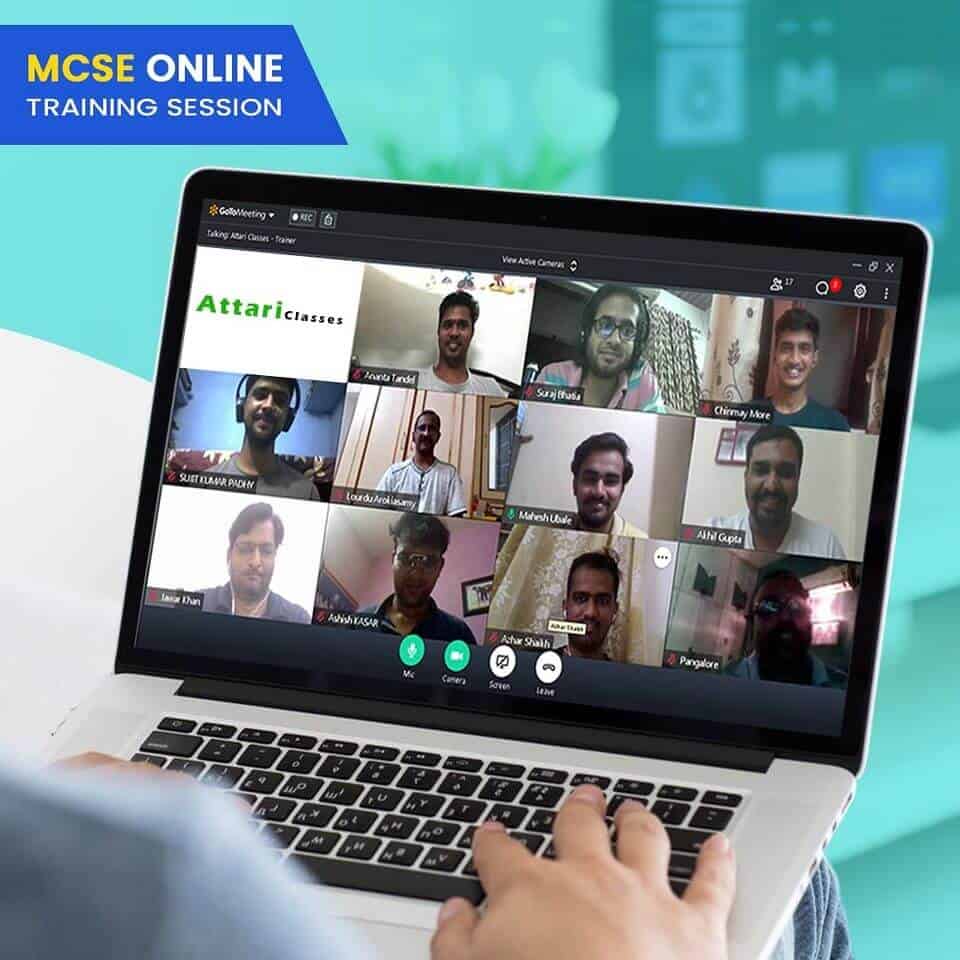 MCSE ONLINE
TRAINING SESSION
GoToMeeting
REC
Talking: Attari Classes - Trainer
View Active Cameras
17
Attari Classes
Ananta Tandel
Suraj Bhatia
Chinmay More
SUJIT KUMAR PADHY
Lourdu Arokiasamy
Mahesh Ubale
Akhil Gupta
Khan
Ashish KASAR
Azhar Shaikh
Azhar Shaikh
Pangalore
Mic
Camera
Screen
Leave